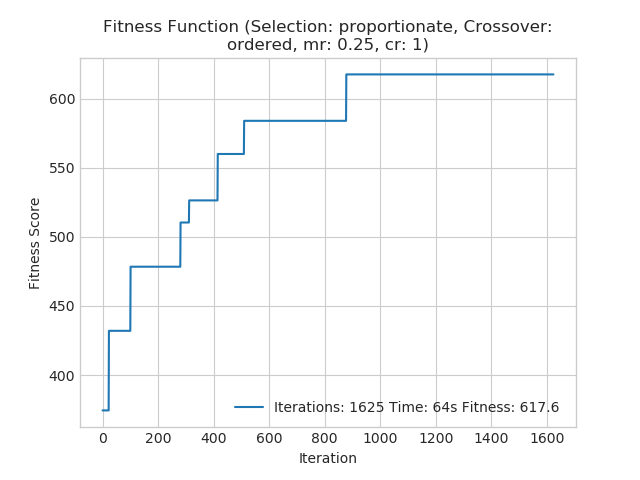 Fitness Function (Selection: proportionate, Crossover:
ordered, mr: 0.25, cr: 1)
Fitness Score
600
550
500
450
400
Iterations: 1625 Time: 64s Fitness: 617.6
0 200 400 600 800 1000 1200 1400 1600
Iteration